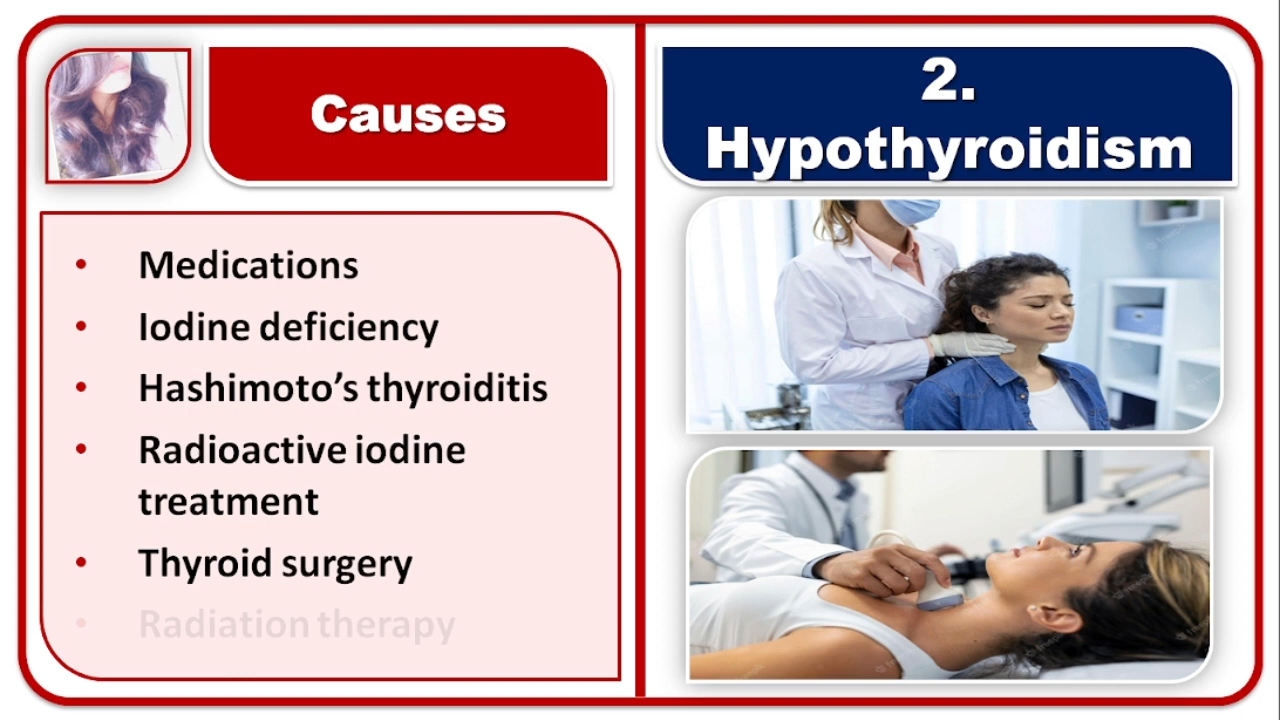 Causes
2.
Hypothyroidism
• Medications
• Iodine deficiency
• Hashimoto’s thyroiditis
• Radioactive iodine
treatment
• Thyroid surgery
• Radiation therapy